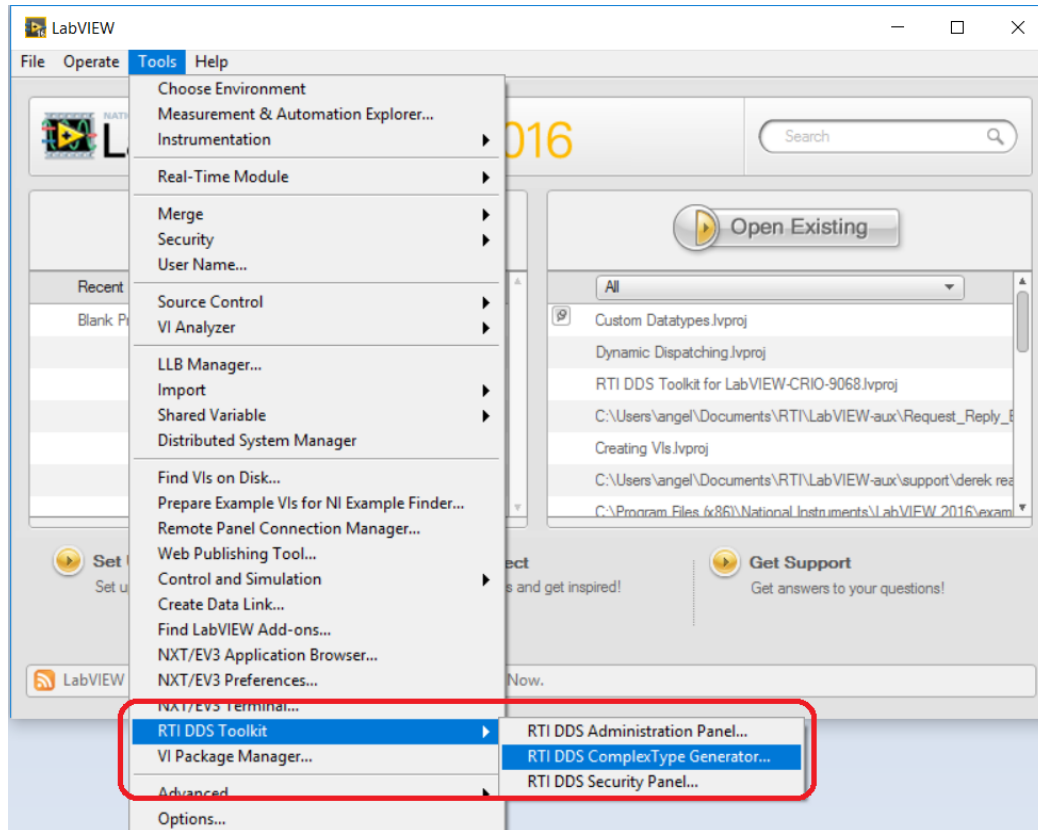 LabVIEW
File Operate Tools Help
Choose Environment
Measurement & Automation Explorer...
Instrumentation
Real-Time Module
Merge
Security
User Name...
Source Control
VI Analyzer
LLB Manager...
Import
Shared Variable
Distributed System Manager
Find VIs on Disk...
Prepare Example VIs for NI Example Finder...
Remote Panel Connection Manager...
Web Publishing Tool...
Control and Simulation
Create Data Link...
Find LabVIEW Add-ons...
NXT/EV3 Application Browser...
NXT/EV3 Preferences...
NXT/EV3 Terminal...
RTI DDS Toolkit
VI Package Manager...
Advanced
Options...
RTI DDS Administration Panel...
RTI DDS ComplexType Generator...
RTI DDS Security Panel...
NATI
L
016
Search
Recent
Blank Pr
Open Existing
All
Custom Datatypes.lvproj
Dynamic Dispatching.lvproj
RTI DDS Toolkit for LabVIEW-CRIO-9068.lvproj
C:\Users\angel\Documents\RTI\LabVIEW-aux\Request_Reply_E
Creating VIs.lvproj
C:\Users\angel\Documents\RTI\LabVIEW-aux\support\derek rea
C:\Program Files (x86)\National Instruments\LabVIEW 2016\exam
Set
Set u
ect
s and get inspired!
Get Support
Get answers to your questions!
LabVIEW
Now.